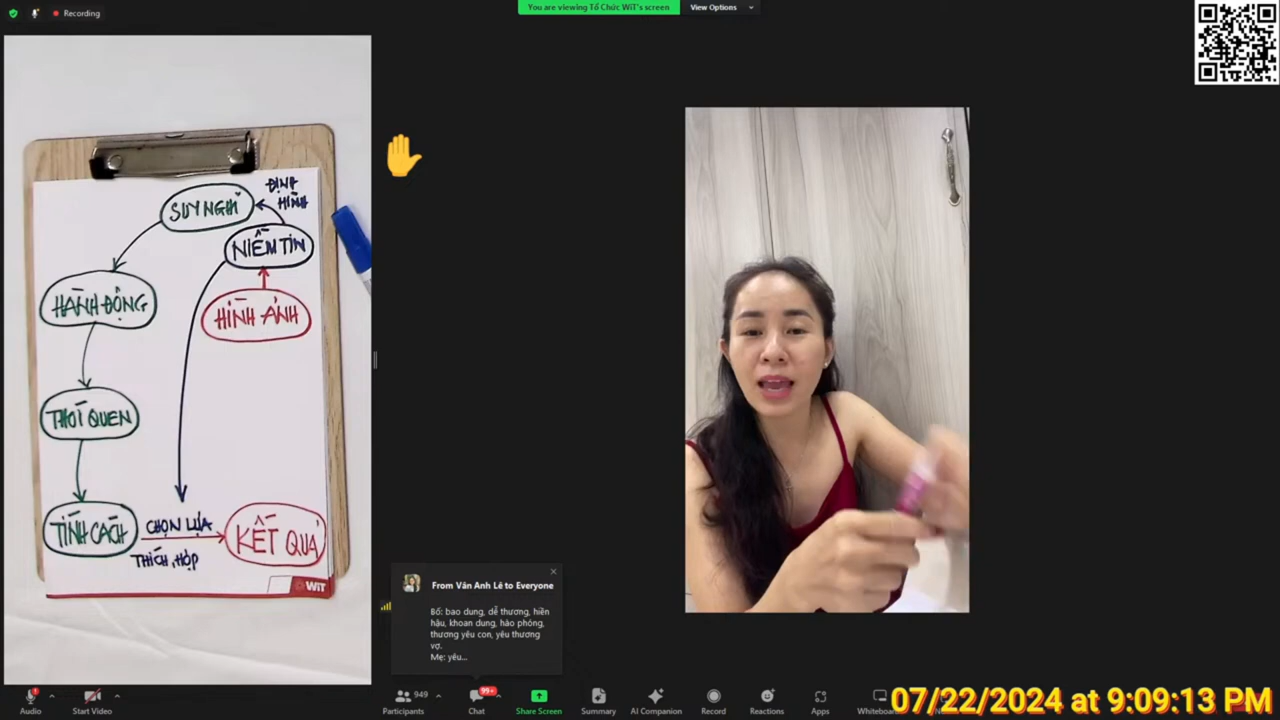 Recording
You are viewing Tổ Chức WiT's screen
View Options
ĐỊNH
HÌNH
SUY NGHĨ
NIỀM TIN
HÀNH ĐỘNG
HÌNH ẢNH
THÓI QUEN
TÍNH CÁCH
CHỌN LỰA
THÍCH HỢP
KẾT QUẢ
WiT
From Vân Anh Lê to Everyone
Bố: bao dung, dễ thương, hiền
hậu, khoan dung, hào phóng,
thương yêu con, yêu thương
vợ.
Mẹ: yêu...
949
99+
Audio
Start Video
Participants
Chat
Share Screen
Summary
AI Companion
Record
Reactions
Apps
Whiteboa
07/22/2024 at 9:09:13 PM